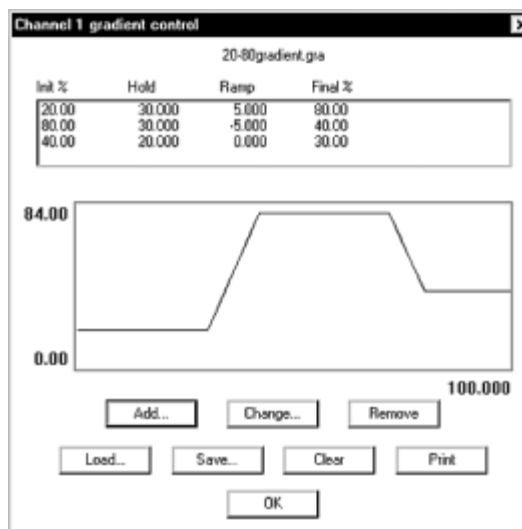 Channel 1 gradient control
20-80gradient.gra
Init % Hold Ramp Final %
20.00 30.000 5.000 80.00
80.00 30.000 -5.000 40.00
40.00 20.000 0.000 30.00
84.00
0.00
100.000
Add... Change... Remove
Load... Save... Clear Print
OK